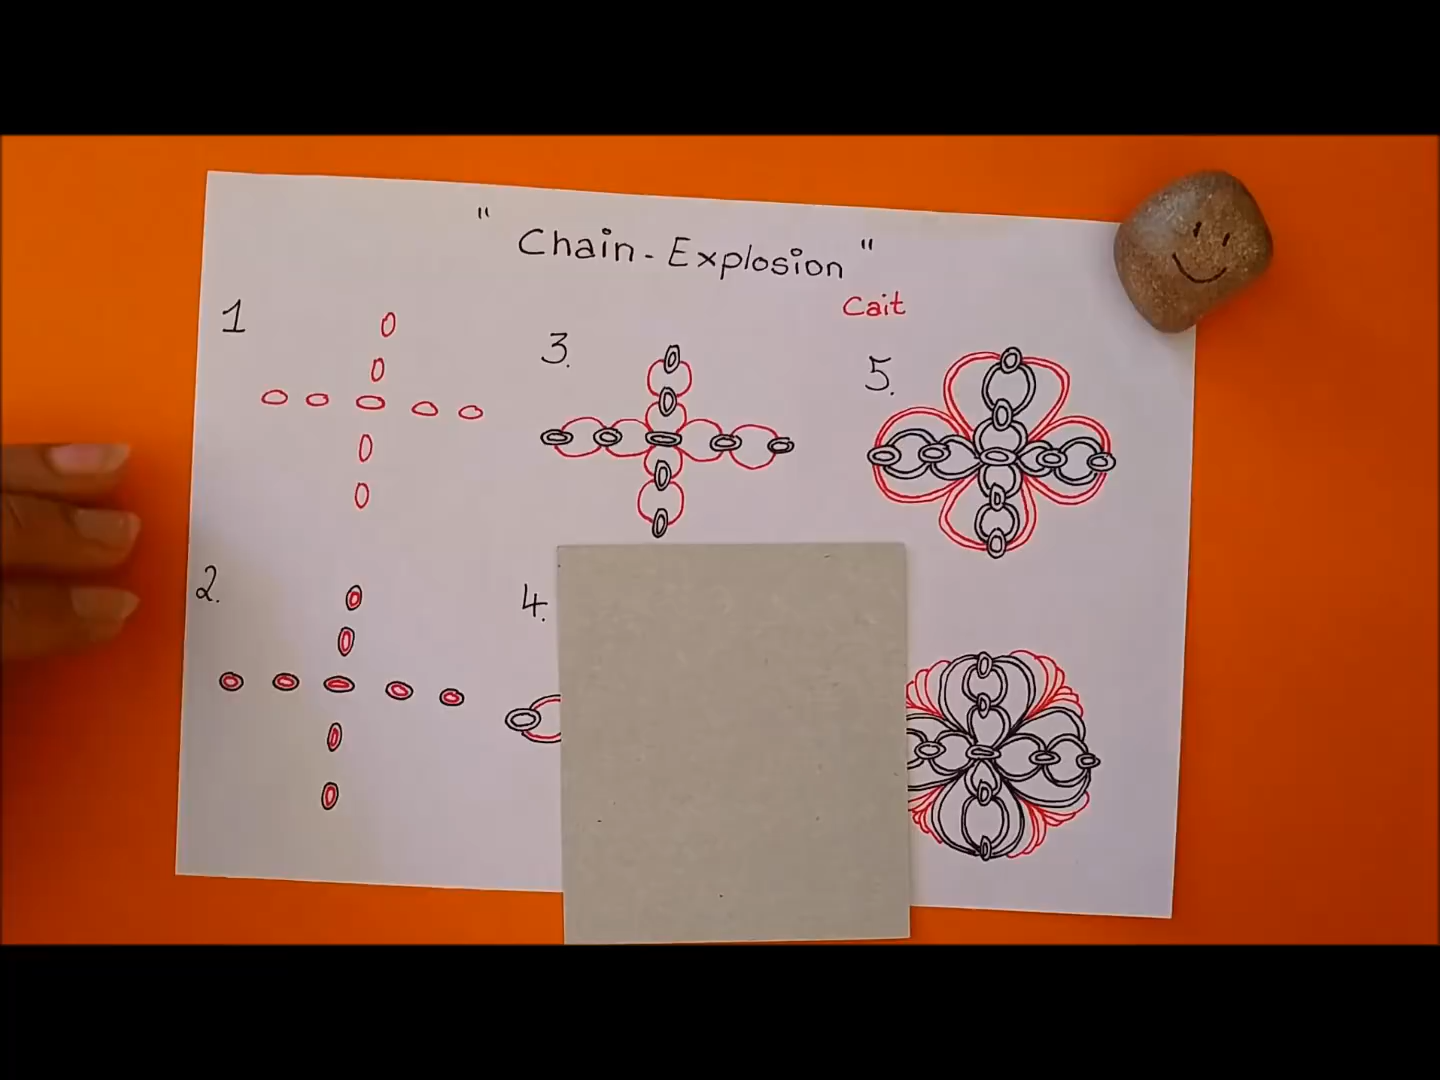 " Chain-Explosion "
Cait
1
3.
5.
2.
4.